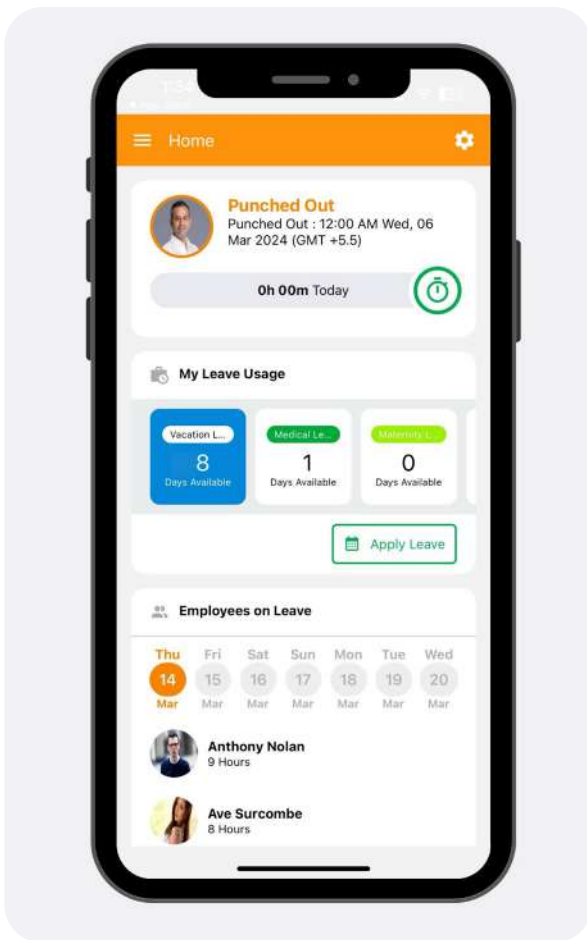 Home
Punched Out
Punched Out : 12:00 AM Wed, 06
Mar 2024 (GMT +5.5)
0h 00m Today
My Leave Usage
Vacation L... Medical Le... Maternity L...
8 1 0
Days Available Days Available Days Available
Apply Leave
Employees on Leave
Thu Fri Sat Sun Mon Tue Wed
14 15 16 17 18 19 20
Mar Mar Mar Mar Mar Mar Mar
Anthony Nolan
9 Hours
Ave Surcombe
8 Hours